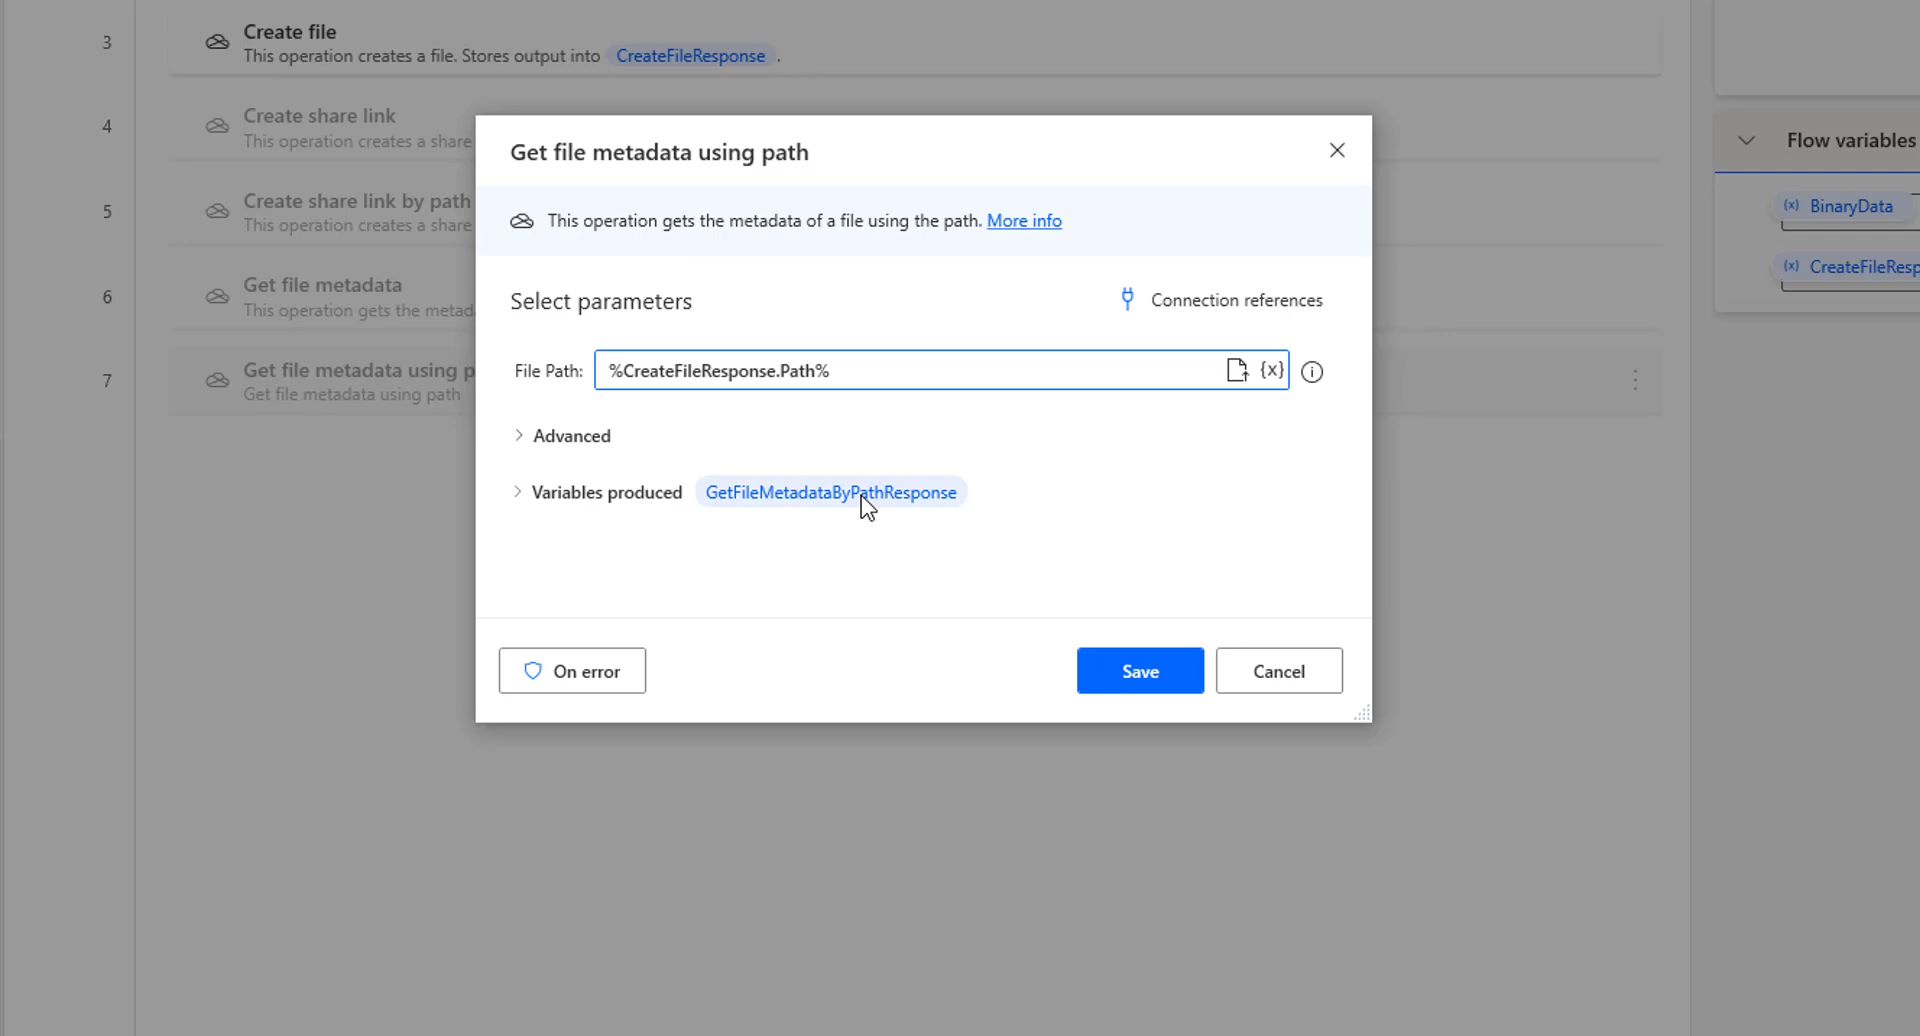 3
Create file
This operation creates a file. Stores output into CreateFileResponse .
4
Create share link
This operation creates a share
5
Create share link by path
This operation creates a share
6
Get file metadata
This operation gets the metad
7
Get file metadata using p
Get file metadata using path
Get file metadata using path
This operation gets the metadata of a file using the path. More info
Select parameters
Connection references
File Path: %CreateFileResponse.Path% {x}
Advanced
Variables produced GetFileMetadataByPathResponse
On error
Save
Cancel
Flow variables
(x) BinaryData
(x) CreateFileResp